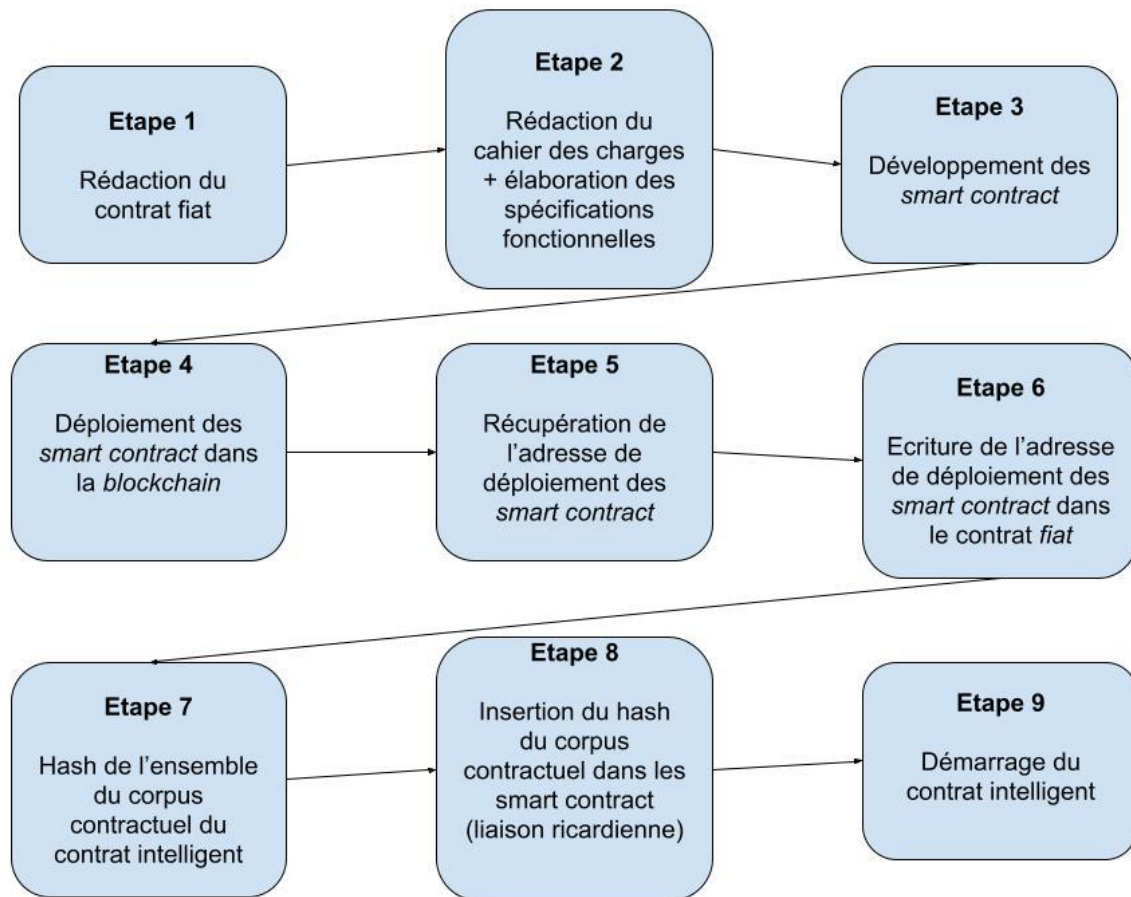 Etape 1
Rédaction du
contrat fiat
Etape 2
Rédaction du
cahier des charges
+ élaboration des
spécifications
fonctionnelles
Etape 3
Développement des
smart contract
Etape 4
Déploiement des
smart contract dans
la blockchain
Etape 5
Récupération de
l’adresse de
déploiement des
smart contract
Etape 6
Ecriture de l’adresse
de déploiement des
smart contract dans
le contrat fiat
Etape 7
Hash de l’ensemble
du corpus
contractuel du
contrat intelligent
Etape 8
Insertion du hash
du corpus
contractuel dans les
smart contract
(liaison ricardienne)
Etape 9
Démarrage du
contrat intelligent